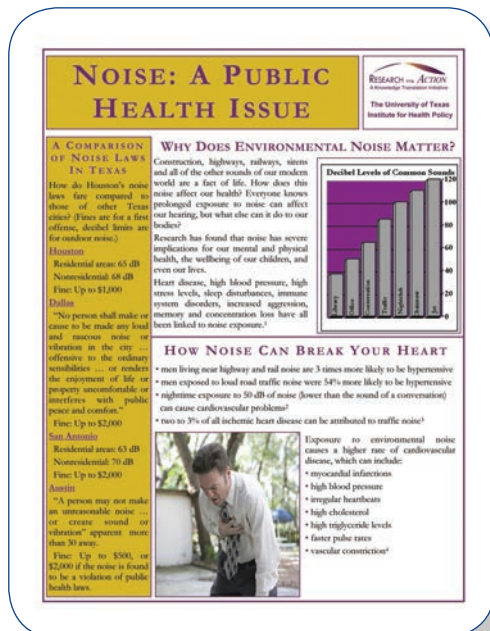 NOISE: A PUBLIC
HEALTH ISSUE
RESEARCH INTO ACTION
A Knowledge Translation Initiative
The University of Texas
Institute for Health Policy
A COMPARISON
OF NOISE LAWS
IN TEXAS
How do Houston's noise
laws fare compared to
those of other Texas
cities? (Fines are for a first
offense, decibel limits are
for outdoor noise.)
Houston
Residential areas: 65 dB
Nonresidential: 68 dB
Fine: Up to $1,000
Dallas
"No person shall make or
cause to be made any loud
and raucous noise or
vibration in the city ...
offensive to the ordinary
sensibilities ... or renders
the enjoyment of life or
property uncomfortable or
interferes with public
peace and comfort."
Fine: Up to $2,000
San Antonio
Residential areas: 63 dB
Nonresidential: 70 dB
Fine: Up to $2,000
Austin
"A person may not make
an unreasonable noise ...
or create sound or
vibration" apparent more
than 30 away.
Fine: Up to $500, or
$2,000 if the noise is found
to be a violation of public
health laws.
WHY DOES ENVIRONMENTAL NOISE MATTER?
Construction, highways, railways, sirens
and all of the other sounds of our modern
world are a fact of life. How does this
noise affect our health? Everyone knows
prolonged exposure to noise can affect
our hearing, but what else can it do to our
bodies?
Research has found that noise has severe
implications for our mental and physical
health, the wellbeing of our children, and
even our lives.
Heart disease, high blood pressure, high
stress levels, sleep disturbances, immune
system disorders, increased aggression,
memory and concentration loss have all
been linked to noise exposure.¹
Decibel Levels of Common Sounds
120
100
80
60
40
20
0
Library
Office
Conversation
Traffic
Nightclub
Jet
HOW NOISE CAN BREAK YOUR HEART
• men living near highway and rail noise are 3 times more likely to be hypertensive
• men exposed to loud road traffic noise were 54% more likely to be hypertensive
• nighttime exposure to 50 dB of noise (lower than the sound of a conversation)
can cause cardiovascular problems²
• two to 3% of all ischemic heart disease can be attributed to traffic noise³
Exposure to environmental noise
causes a higher rate of cardiovascular
disease, which can include:
• myocardial infarctions
• high blood pressure
• irregular heartbeats
• high cholesterol
• high triglyceride levels
• faster pulse rates
• vascular constriction⁴